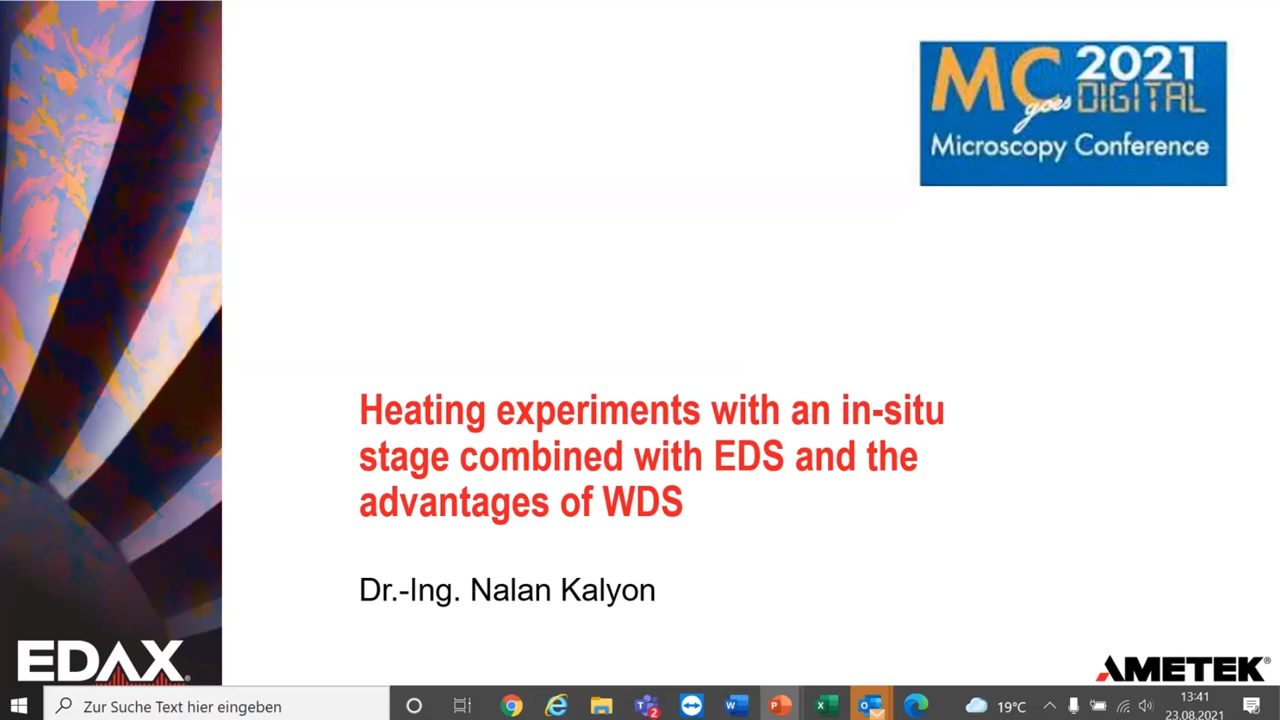 MC goes 2021 DIGITAL
Microscopy Conference
Heating experiments with an in-situ
stage combined with EDS and the
advantages of WDS
Dr.-Ing. Nalan Kalyon
EDAX
AMETEK®
Zur Suche Text hier eingeben
2
19°C
13:41
23.08.2021